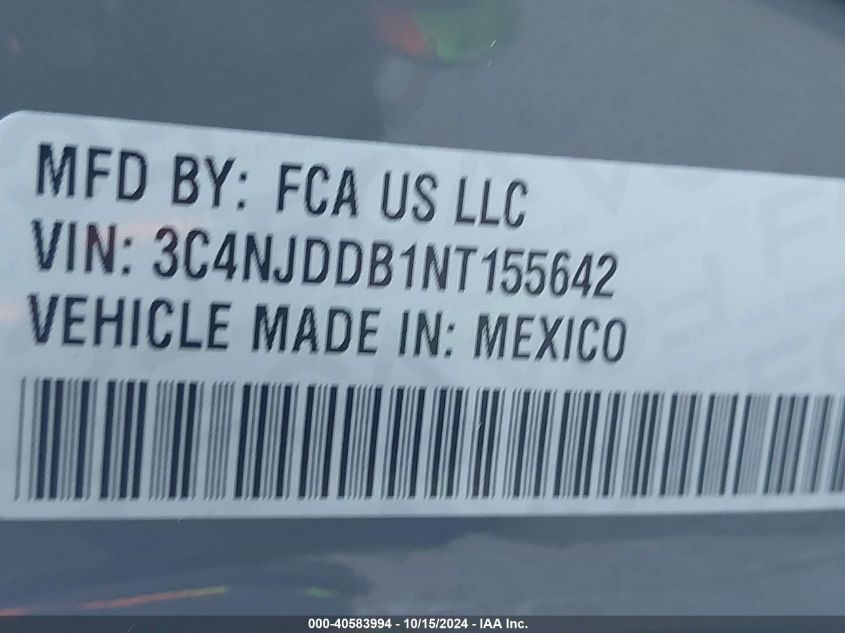 MFD BY: FCA US LLC
VIN: 3C4NJDDB1NT155642
VEHICLE MADE IN: MEXICO
000-40583994 - 10/15/2024 - IAA Inc.